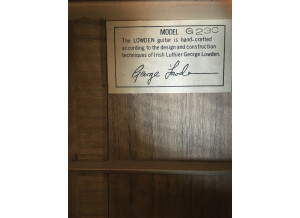 MODEL G23C
The LOWDEN guitar is hand-crafted
according to the design and construction
techniques of Irish Luthier George Lowden.
George Lowden